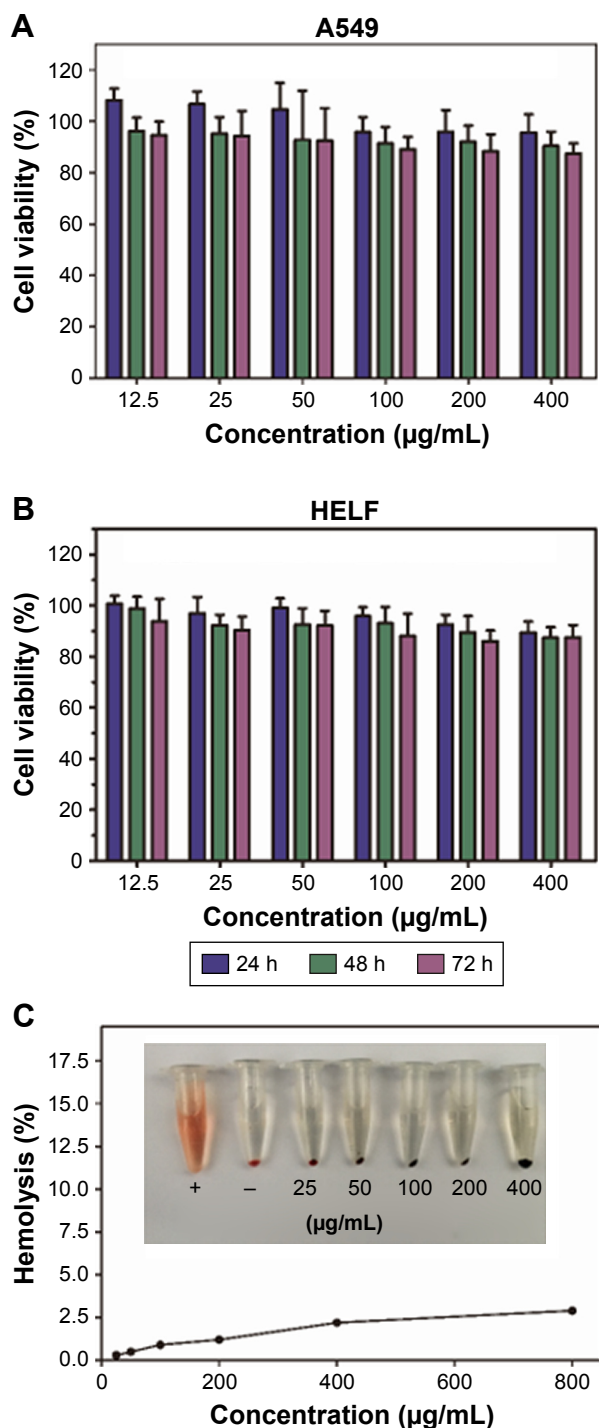 A
A549
Cell viability (%)
120
100
80
60
40
20
0
12.5 25 50 100 200 400
Concentration (µg/mL)
B
HELF
Cell viability (%)
120
100
80
60
40
20
0
12.5 25 50 100 200 400
Concentration (µg/mL)
24 h 48 h 72 h
C
Hemolysis (%)
17.5
15.0
12.5
10.0
7.5
5.0
2.5
0.0
+ – 25 50 100 200 400
(µg/mL)
0 200 400 600 800
Concentration (µg/mL)